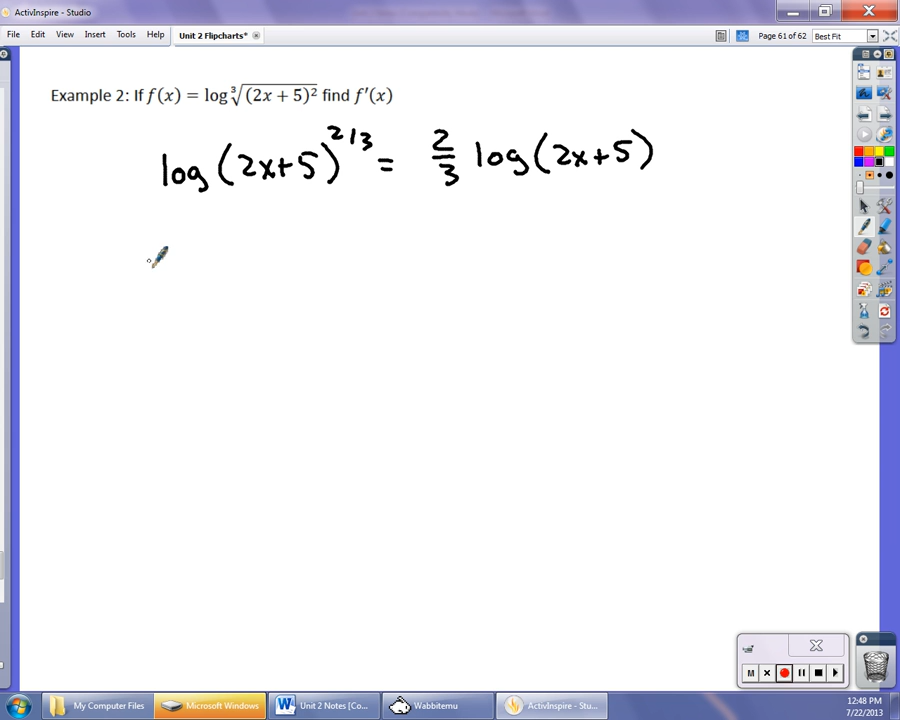 ActivInspire - Studio
File Edit View Insert Tools Help Unit 2 Flipcharts* Page 61 of 62 Best Fit
Example 2: If f(x) = log ∛(2x + 5)² find f′(x)
log (2x+5)^2/3 = 2/3 log(2x+5)
M
My Computer Files Microsoft Windows Unit 2 Notes [Co... Wabbitemu ActivInspire - Stu...
12:48 PM
7/22/2013